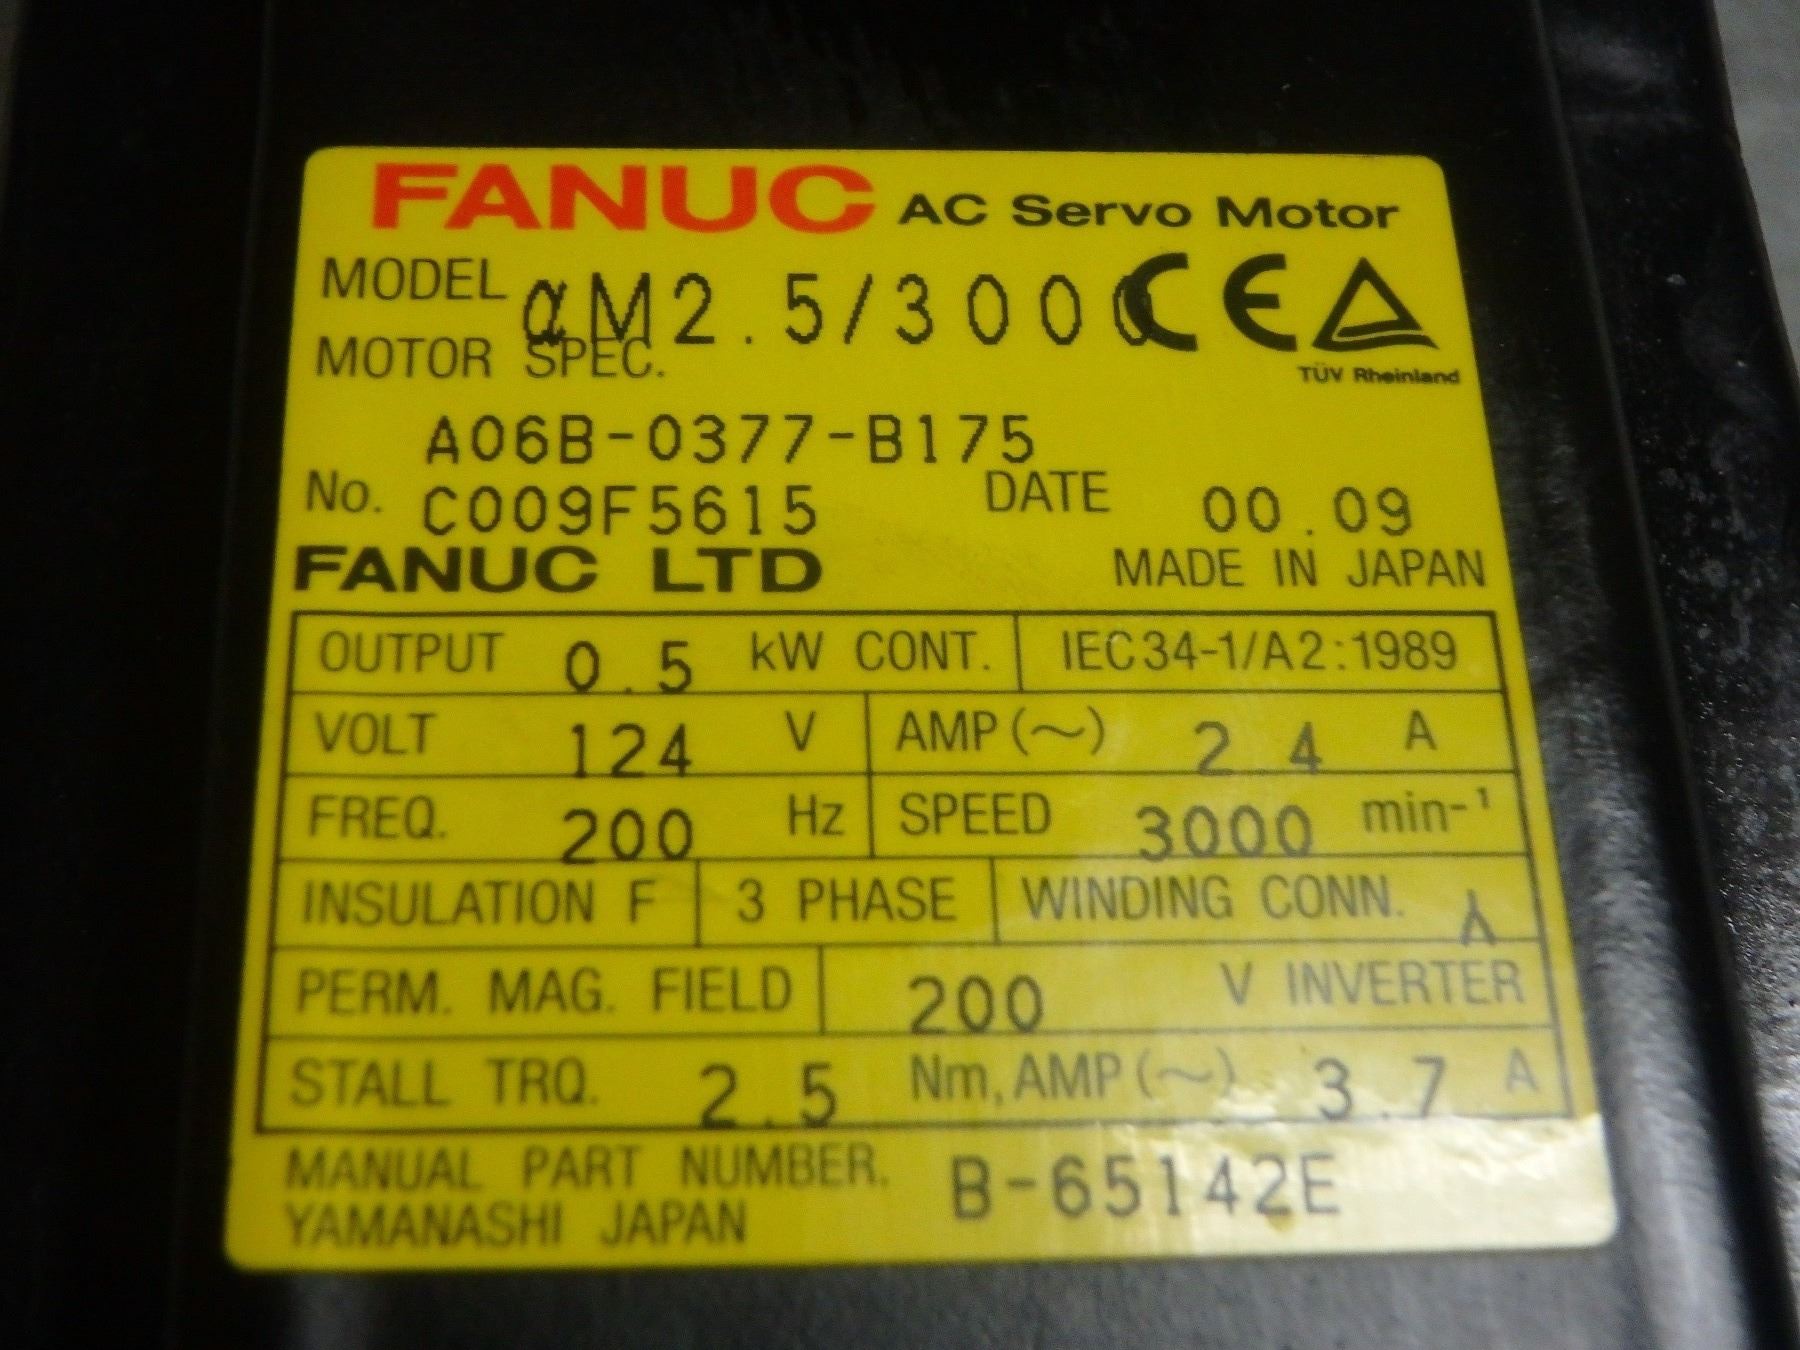 FANUC AC Servo Motor
MODEL αM2.5/3000 CE
TÜV Rheinland
MOTOR SPEC.
A06B-0377-B175
No. C009F5615 DATE 00.09
FANUC LTD MADE IN JAPAN
OUTPUT 0.5 kW CONT. IEC34-1/A2:1989
VOLT 124 V AMP(~) 2.4 A
FREQ. 200 Hz SPEED 3000 min-¹
INSULATION F 3 PHASE WINDING CONN. Y
PERM. MAG. FIELD 200 V INVERTER
STALL TRQ. 2.5 Nm, AMP(~) 3.7 A
MANUAL PART NUMBER. B-65142E
YAMANASHI JAPAN